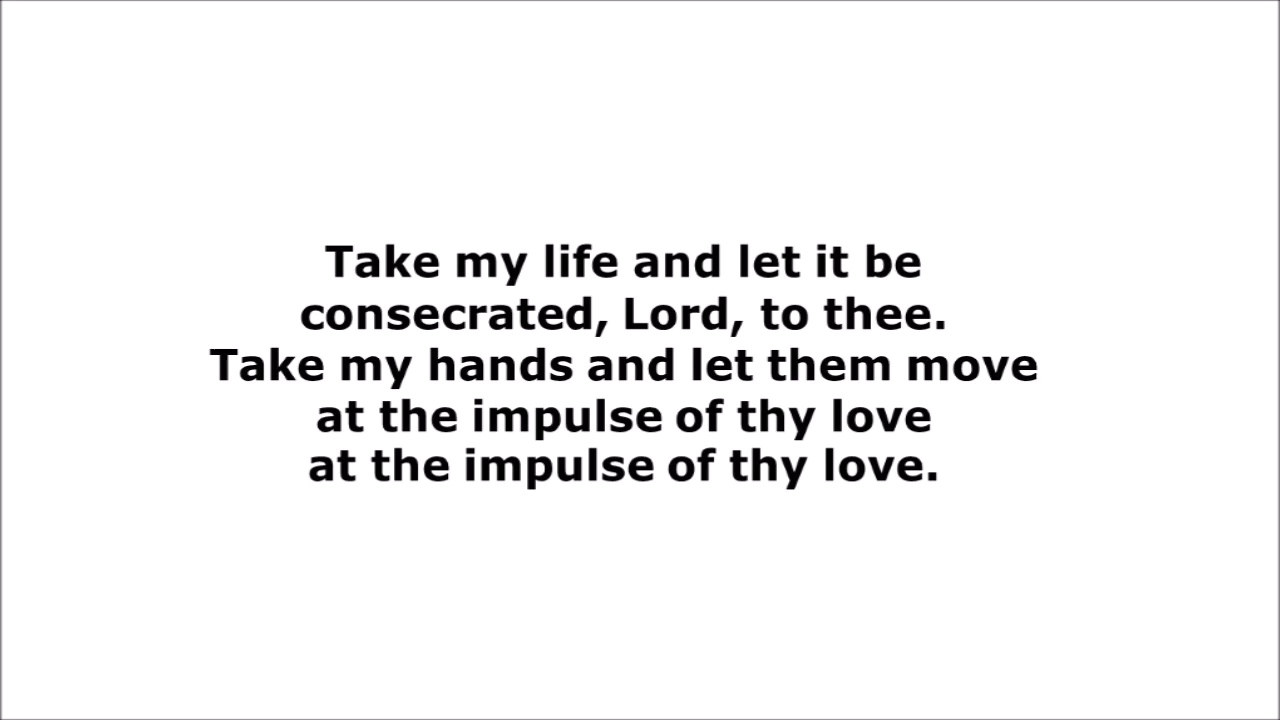 Take my life and let it be
consecrated, Lord, to thee.
Take my hands and let them move
at the impulse of thy love
at the impulse of thy love.